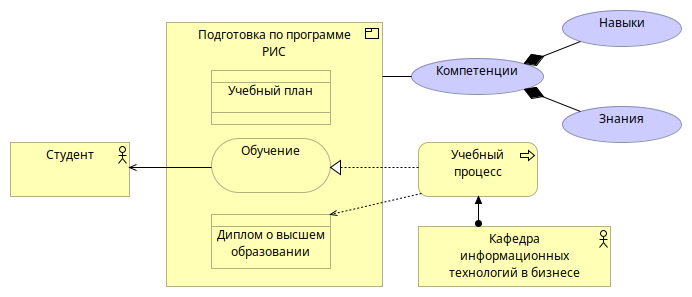 Подготовка по программе
РИС
Учебный план
Обучение
Диплом о высшем
образовании
Студент
Компетенции
Навыки
Знания
Учебный
процесс
Кафедра
информационных
технологий в бизнесе